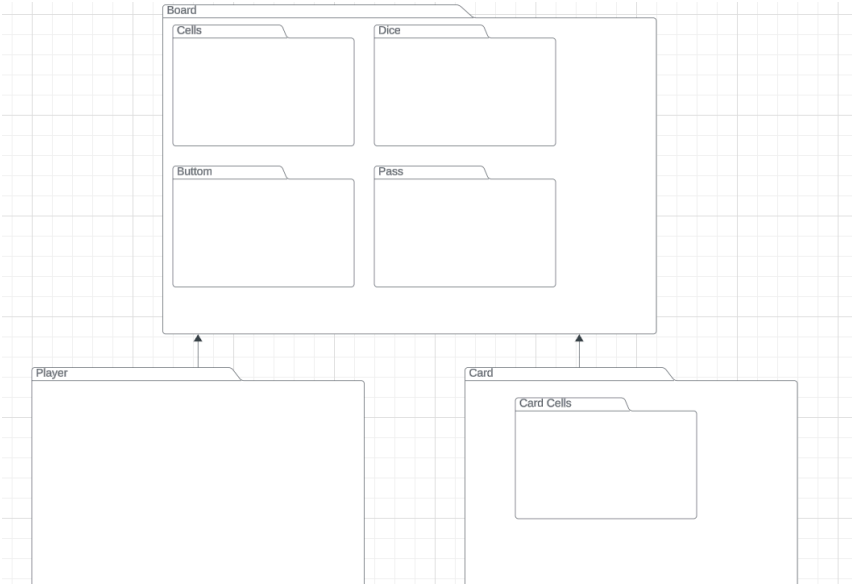 Board
Cells
Dice
Buttom
Pass
Player
Card
Card Cells